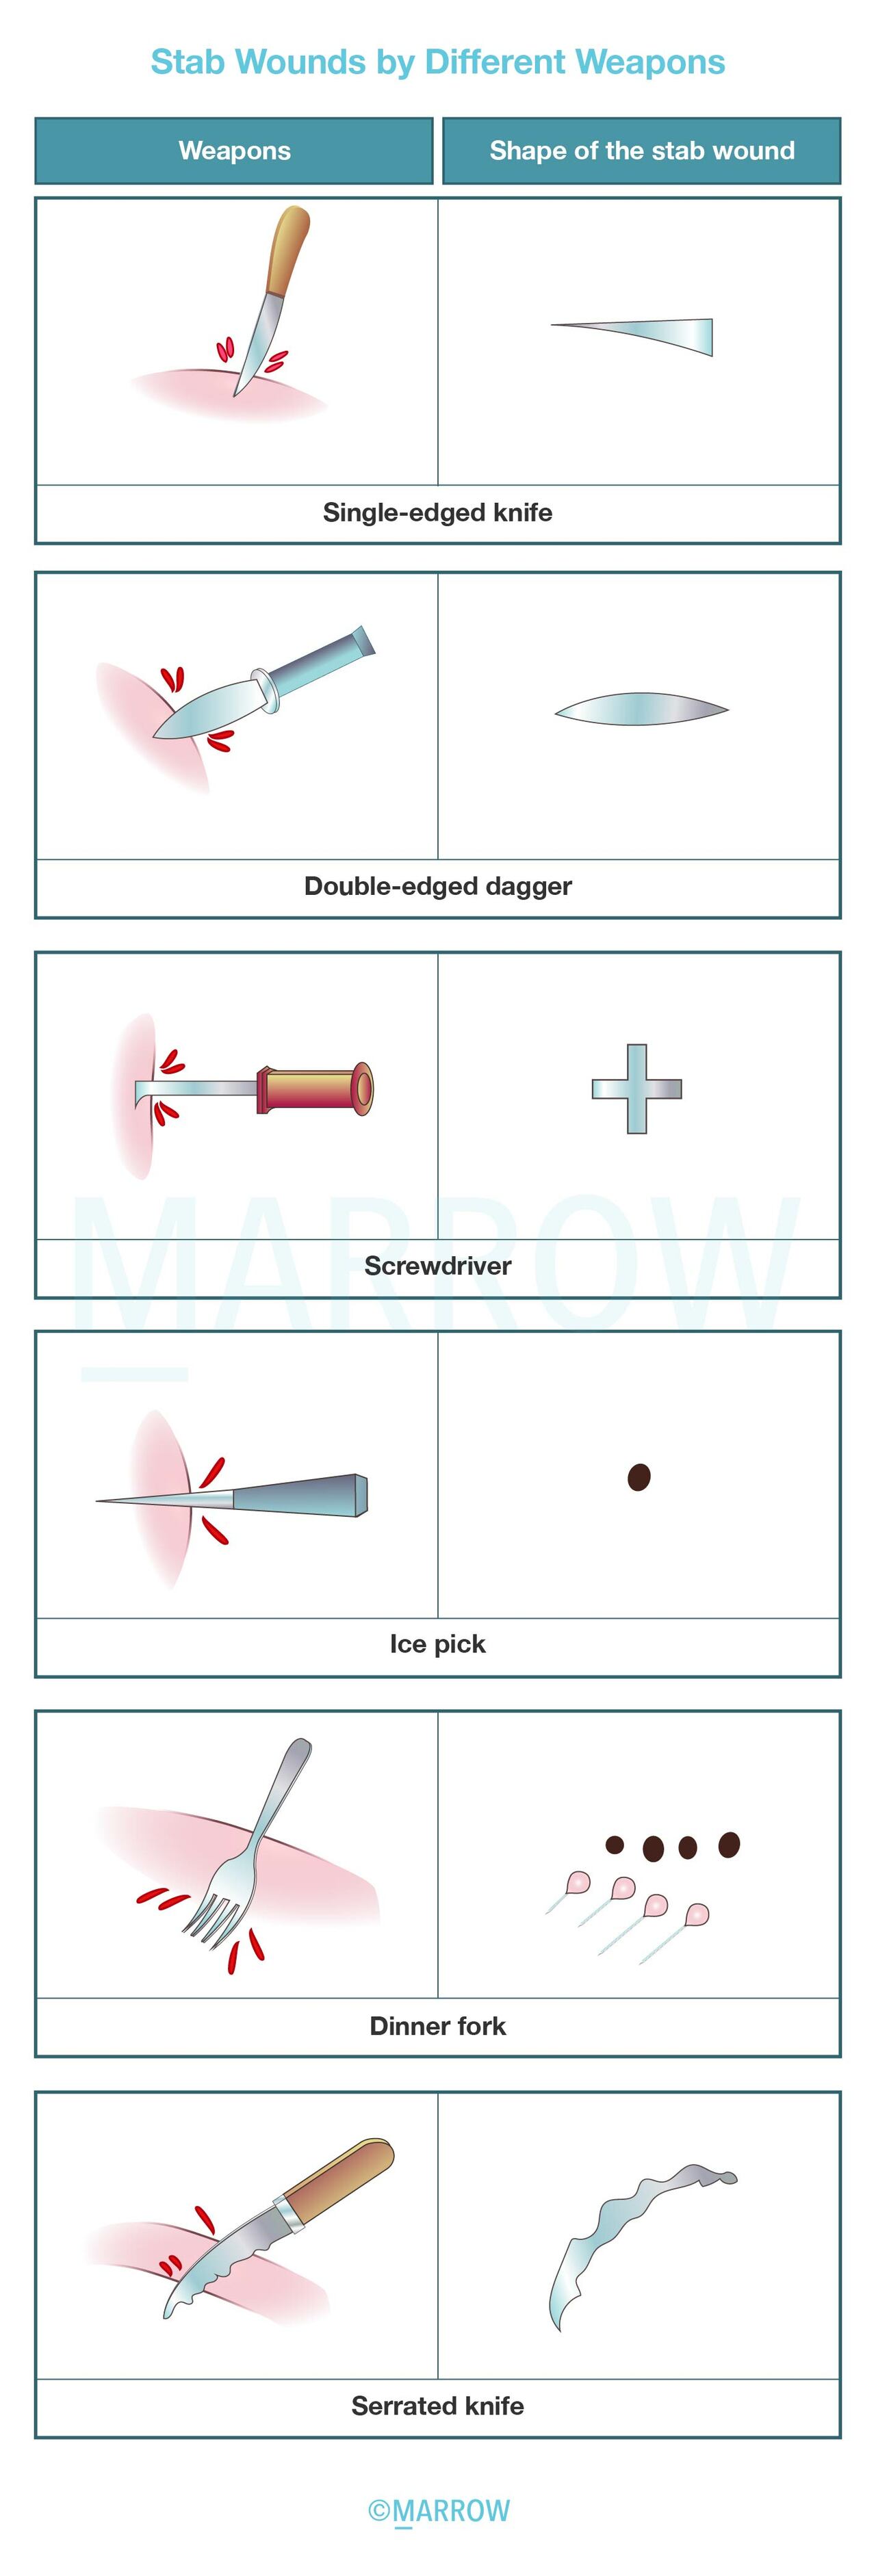 Stab Wounds by Different Weapons
Weapons
Shape of the stab wound
Single-edged knife
Double-edged dagger
Screwdriver
MARROW
Ice pick
Dinner fork
Serrated knife
©MARROW